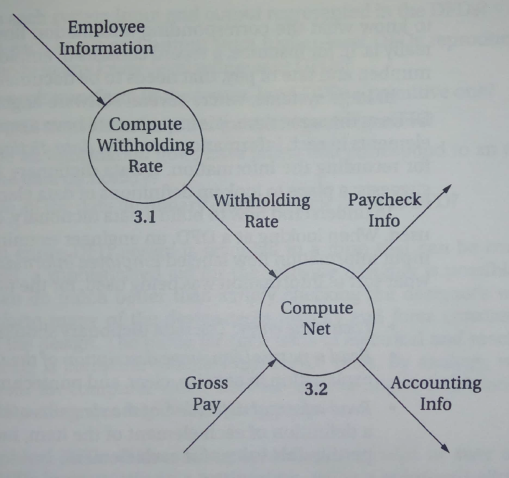 Employee
Information
Compute
Withholding
Rate
3.1
Withholding
Rate
Paycheck
Info
Compute
Net
3.2
Gross
Pay
Accounting
Info